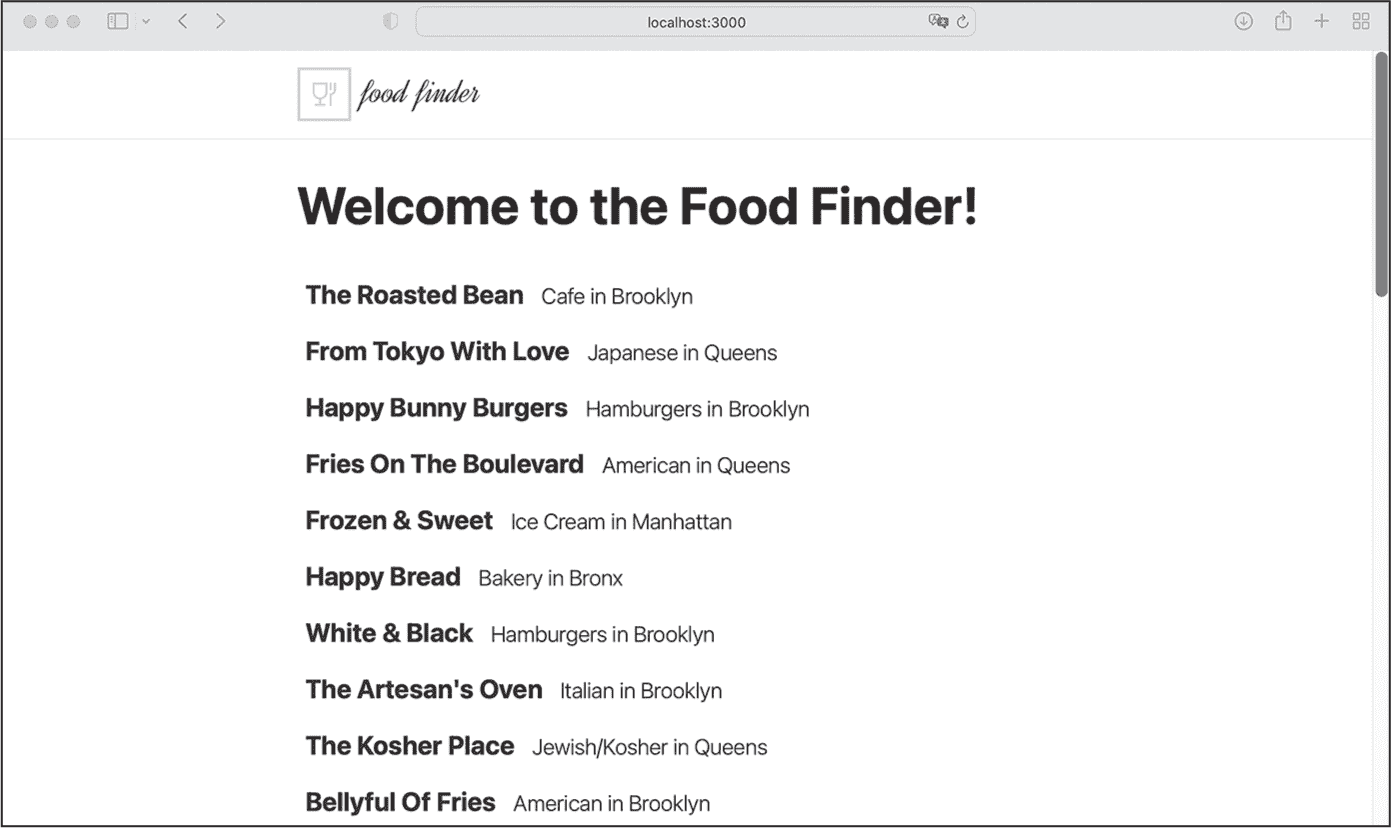 localhost:3000
food finder
Welcome to the Food Finder!
The Roasted Bean Cafe in Brooklyn
From Tokyo With Love Japanese in Queens
Happy Bunny Burgers Hamburgers in Brooklyn
Fries On The Boulevard American in Queens
Frozen & Sweet Ice Cream in Manhattan
Happy Bread Bakery in Bronx
White & Black Hamburgers in Brooklyn
The Artesan's Oven Italian in Brooklyn
The Kosher Place Jewish/Kosher in Queens
Bellyful Of Fries American in Brooklyn